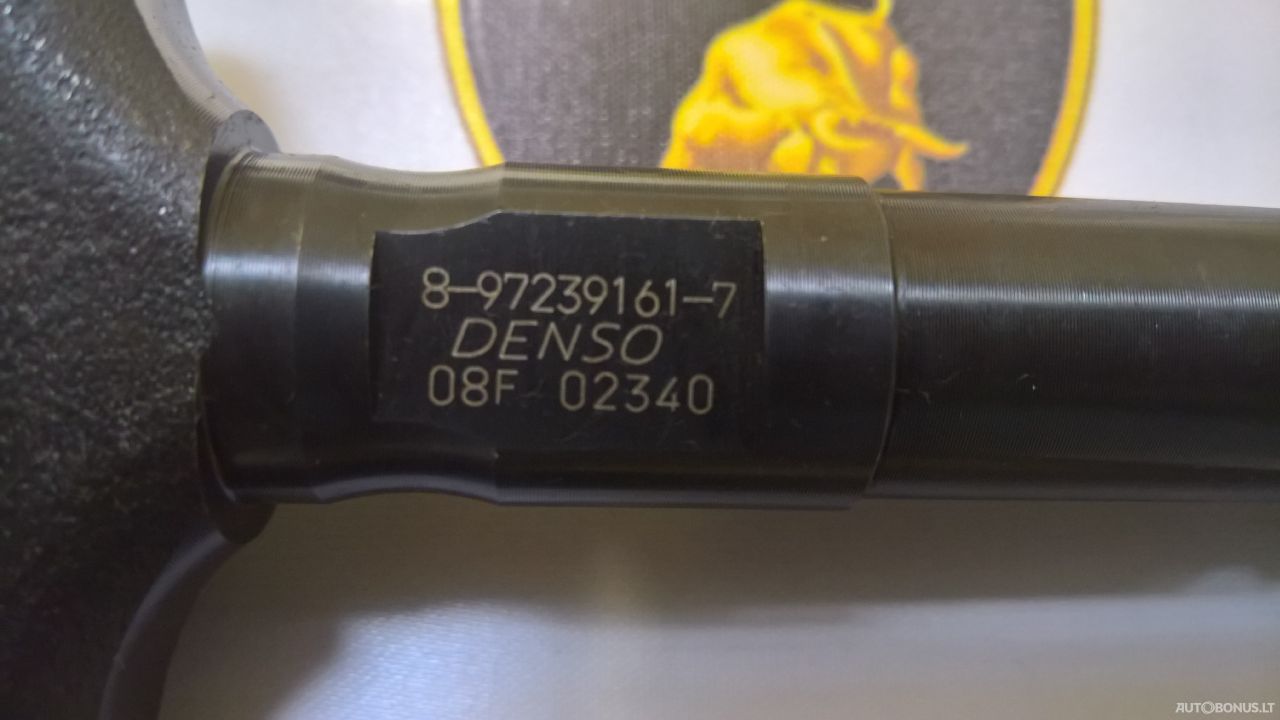 8-97239161-7
DENSO
08F 02340
AUTOBONUS.LT